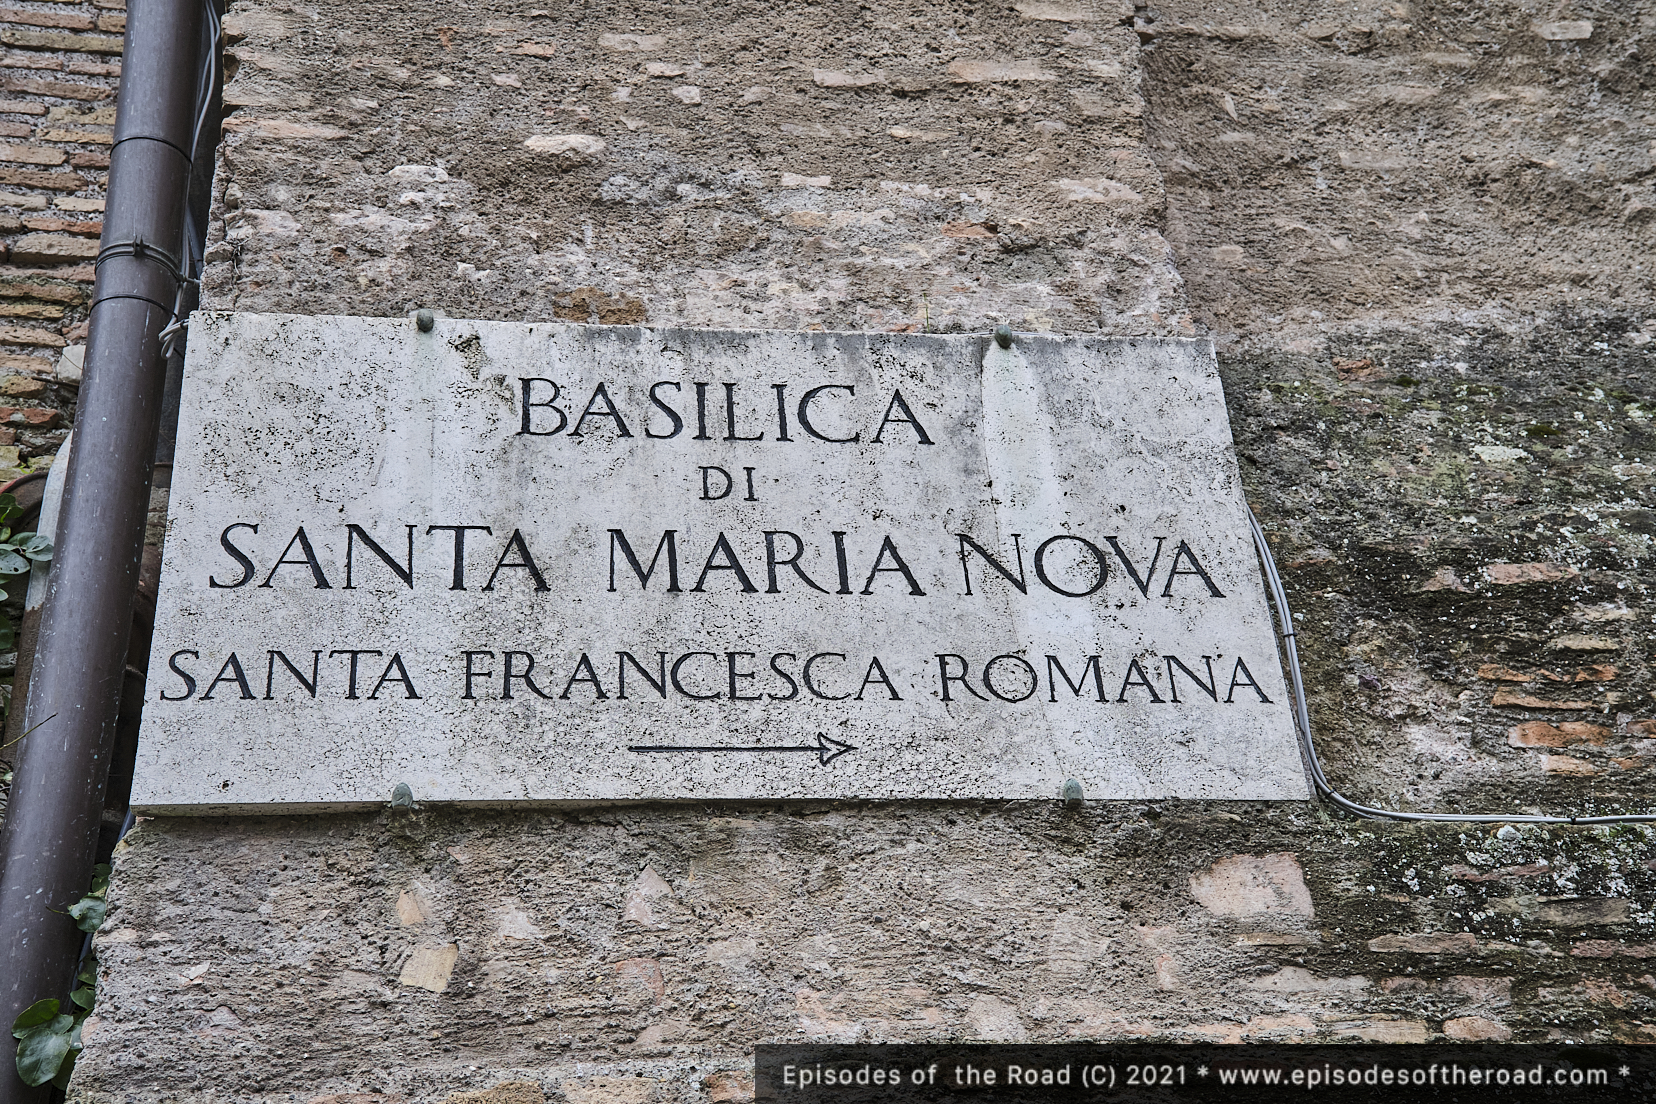 BASILICA
DI
SANTA MARIA NOVA
SANTA FRANCESCA ROMANA
Episodes of the Road (C) 2021 * www.episodesoftheroad.com *